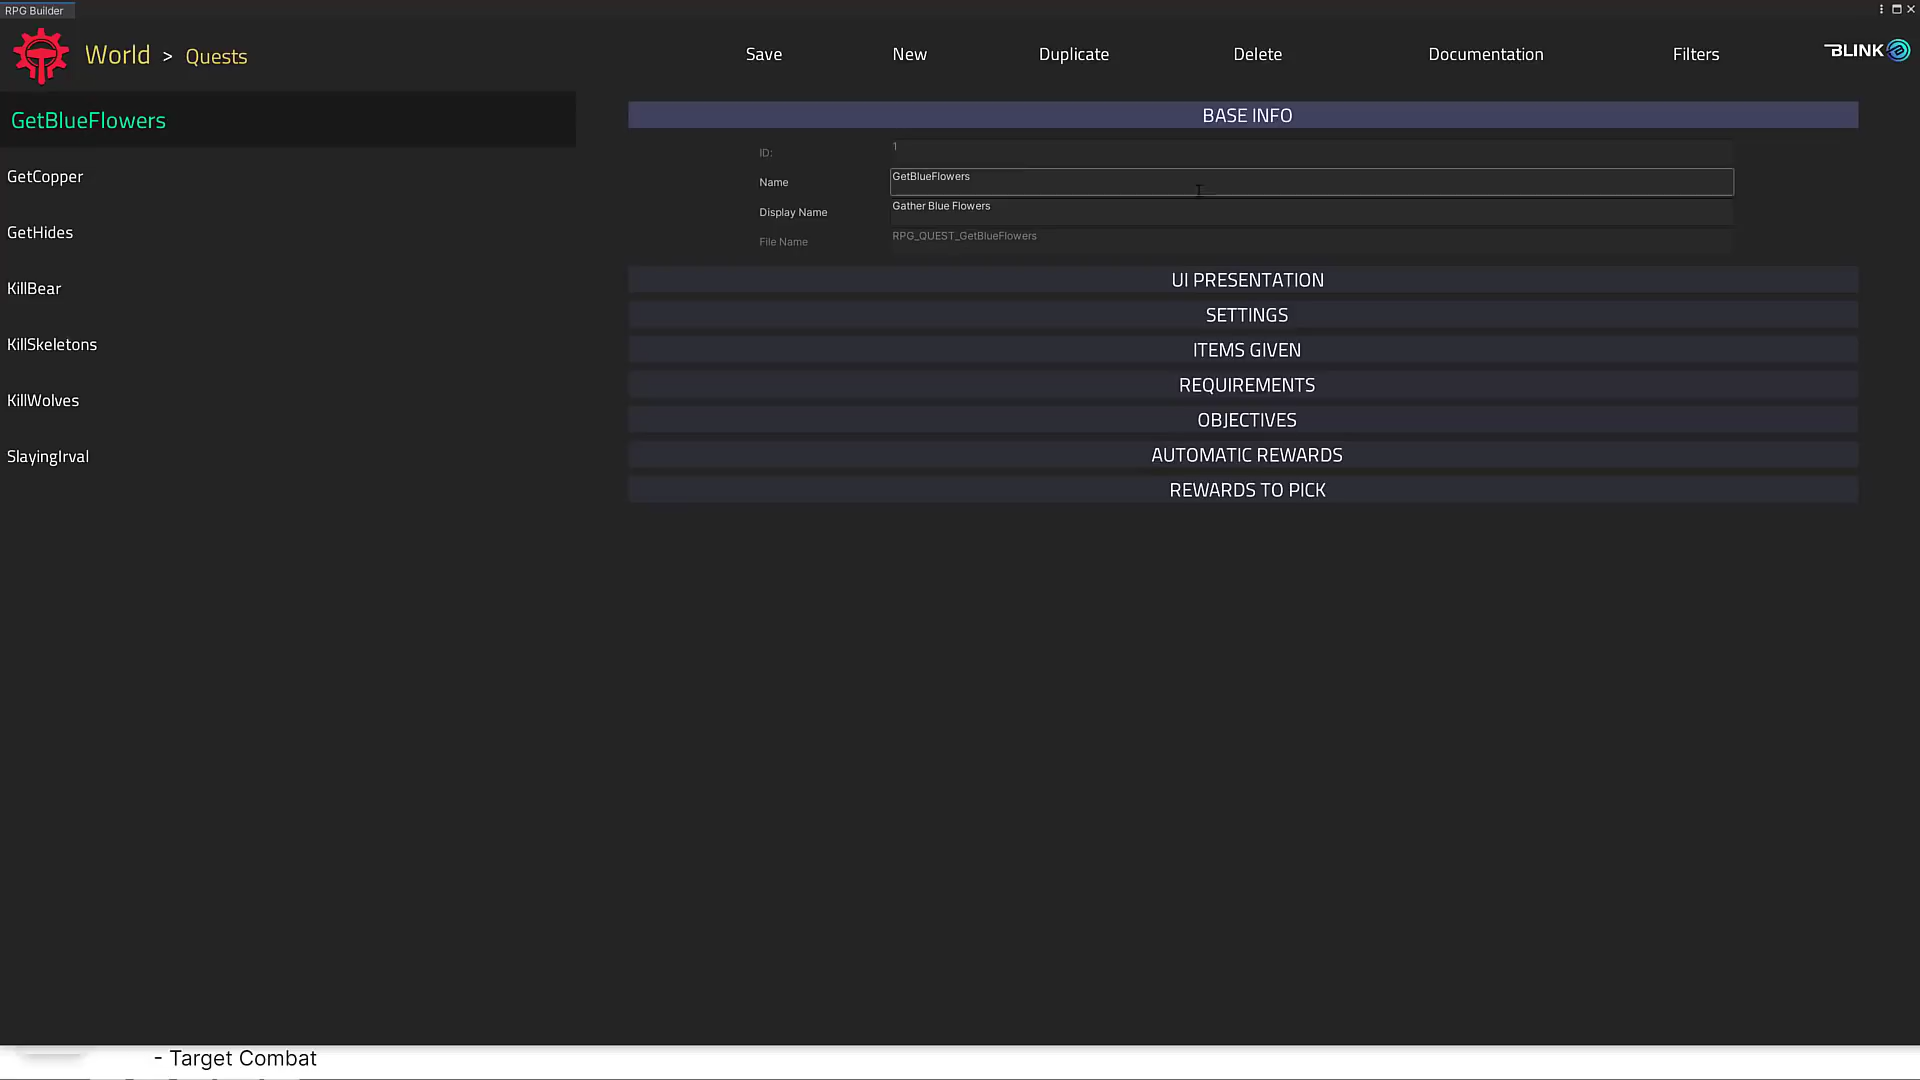 RPG Builder
World > Quests
Save
New
Duplicate
Delete
Documentation
Filters
BLINK
GetBlueFlowers
GetCopper
GetHides
KillBear
KillSkeletons
KillWolves
SlayingIrval
BASE INFO
ID: 1
Name GetBlueFlowers
Display Name Gather Blue Flowers
File Name RPG_QUEST_GetBlueFlowers
UI PRESENTATION
SETTINGS
ITEMS GIVEN
REQUIREMENTS
OBJECTIVES
AUTOMATIC REWARDS
REWARDS TO PICK
- Target Combat